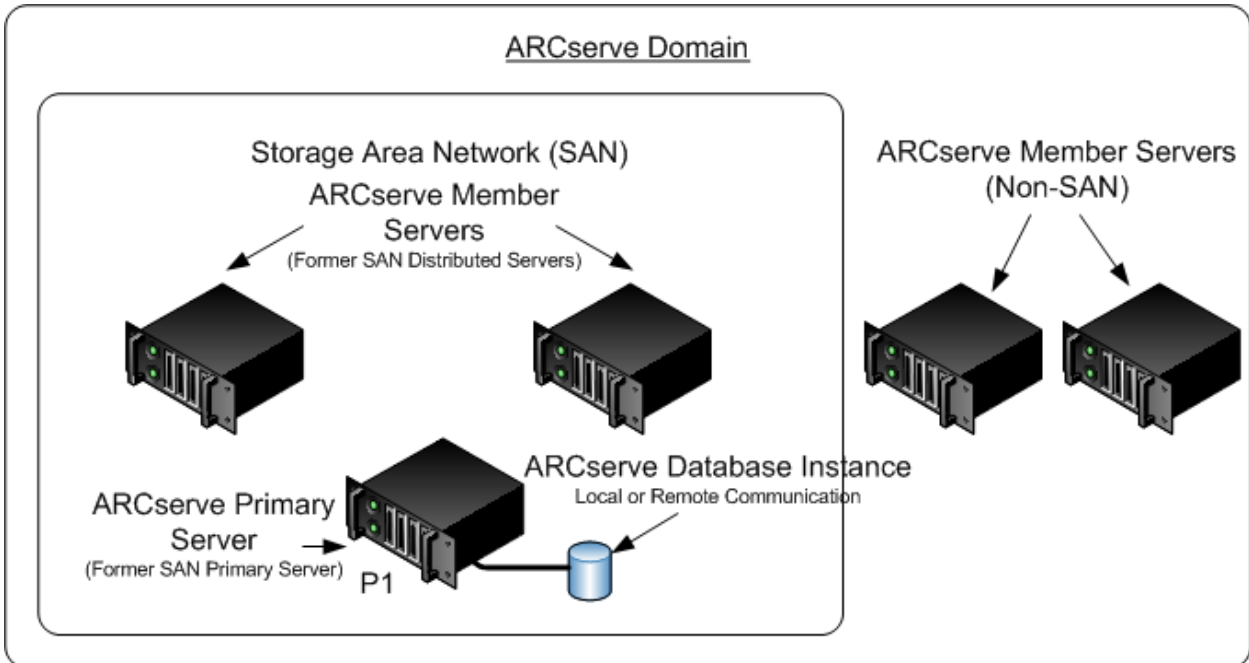 ARCserve Domain
Storage Area Network (SAN)
ARCserve Member
Servers
(Former SAN Distributed Servers)
ARCserve Member Servers
(Non-SAN)
ARCserve Database Instance
Local or Remote Communication
ARCserve Primary
Server
(Former SAN Primary Server)
P1